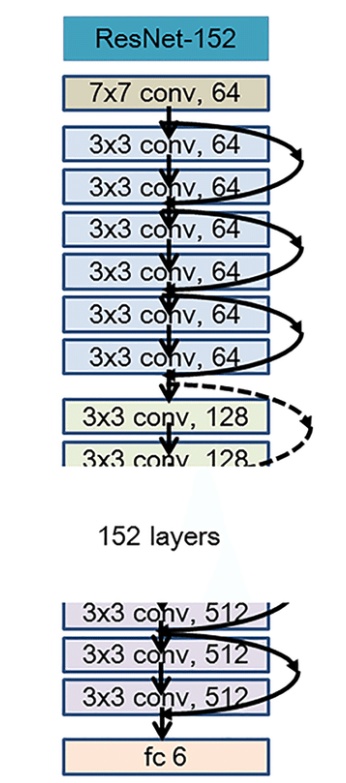 ResNet-152
7x7 conv, 64
3x3 conv, 64
3x3 conv, 64
3x3 conv, 64
3x3 conv, 64
3x3 conv, 64
3x3 conv, 64
3x3 conv, 128
3x3 conv, 128
152 layers
3x3 conv, 512
3x3 conv, 512
3x3 conv, 512
fc 6